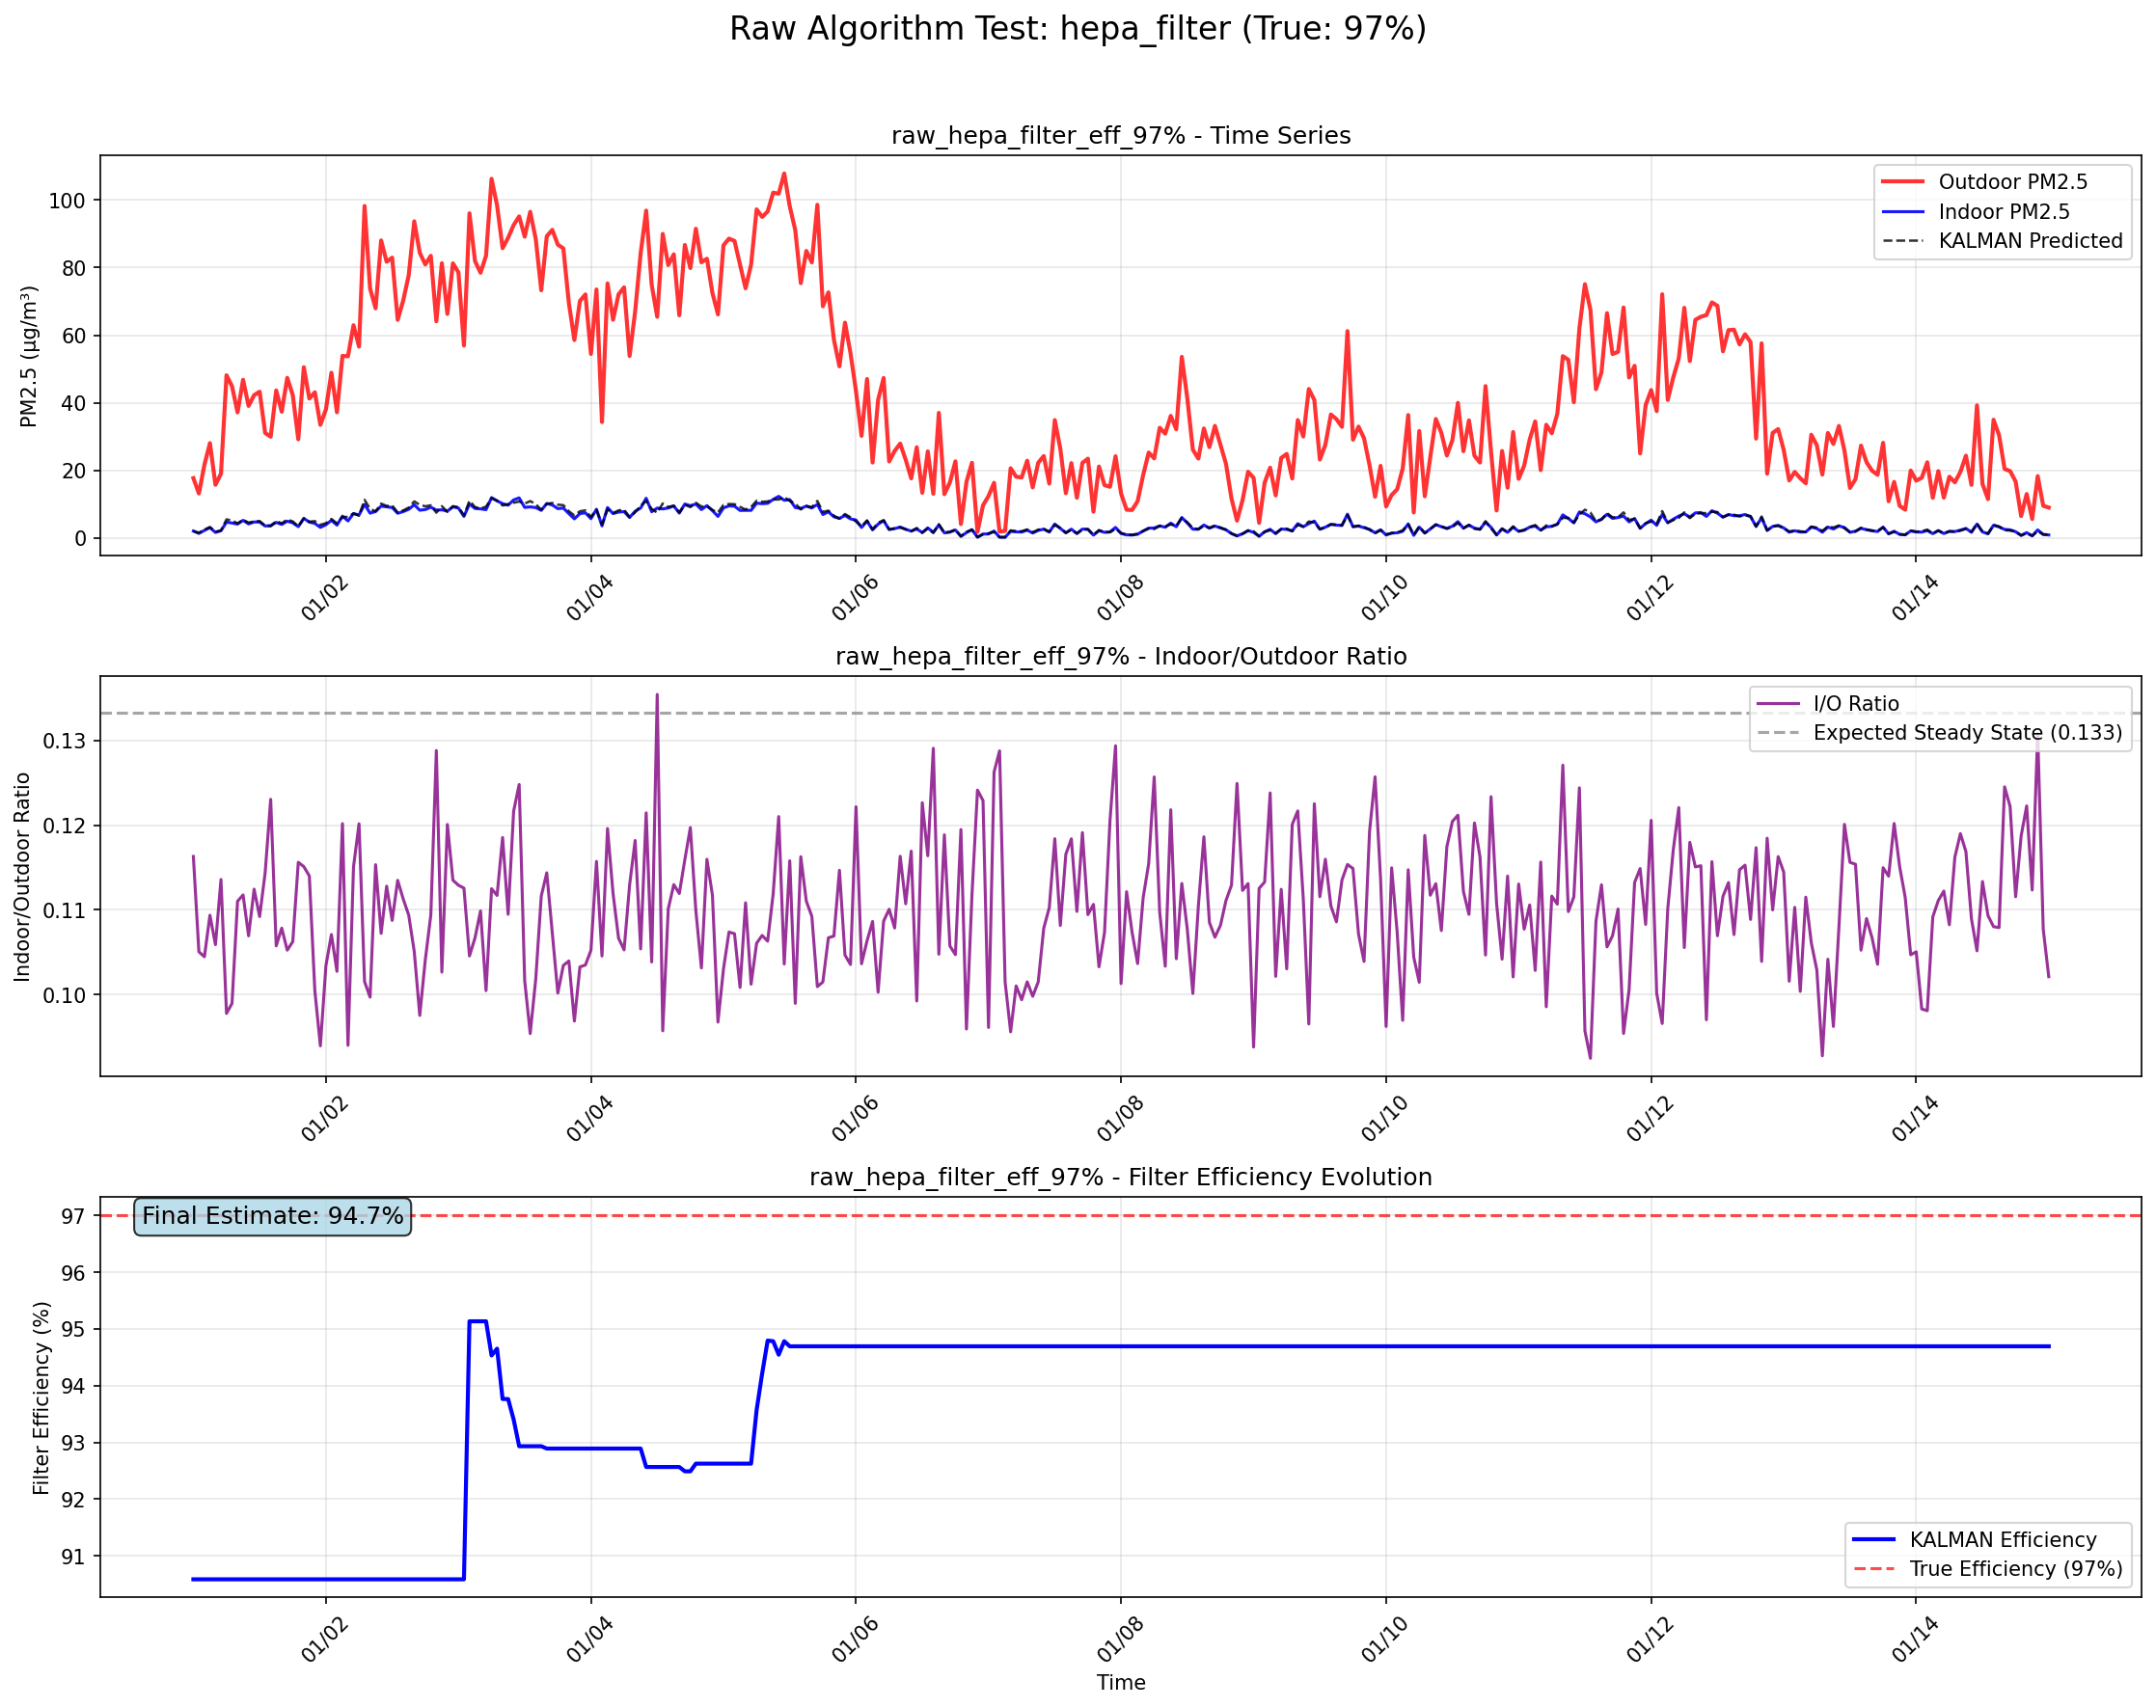 Raw Algorithm Test: hepa_filter (True: 97%)
raw_hepa_filter_eff_97% - Time Series
PM2.5 (µg/m³)
100
80
60
40
20
0
Outdoor PM2.5
Indoor PM2.5
KALMAN Predicted
01/02
01/04
01/06
01/08
01/10
01/12
01/14
raw_hepa_filter_eff_97% - Indoor/Outdoor Ratio
Indoor/Outdoor Ratio
0.13
0.12
0.11
0.10
I/O Ratio
Expected Steady State (0.133)
01/02
01/04
01/06
01/08
01/10
01/12
01/14
raw_hepa_filter_eff_97% - Filter Efficiency Evolution
Filter Efficiency (%)
97
96
95
94
93
92
91
Final Estimate: 94.7%
KALMAN Efficiency
True Efficiency (97%)
01/02
01/04
01/06
01/08
01/10
01/12
01/14
Time